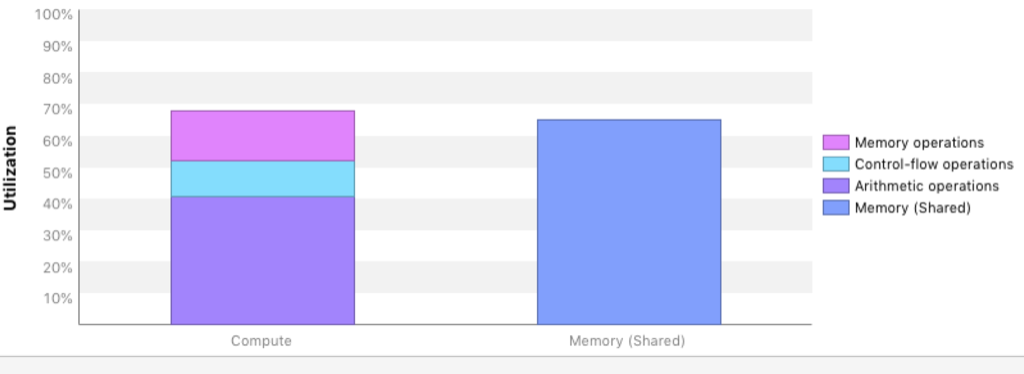 Utilization
100%
90%
80%
70%
60%
50%
40%
30%
20%
10%
Compute
Memory (Shared)
Memory operations
Control-flow operations
Arithmetic operations
Memory (Shared)